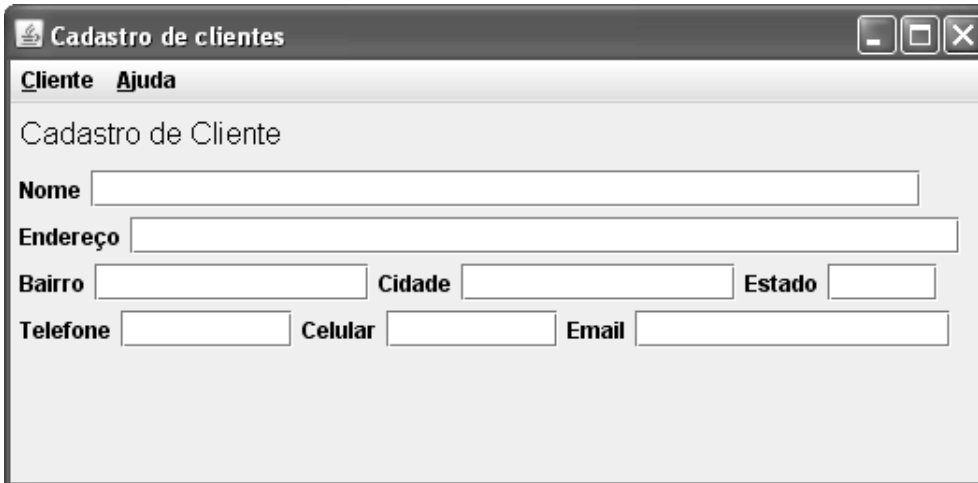 Cadastro de clientes
Cliente Ajuda
Cadastro de Cliente
Nome
Endereço
Bairro Cidade Estado
Telefone Celular Email